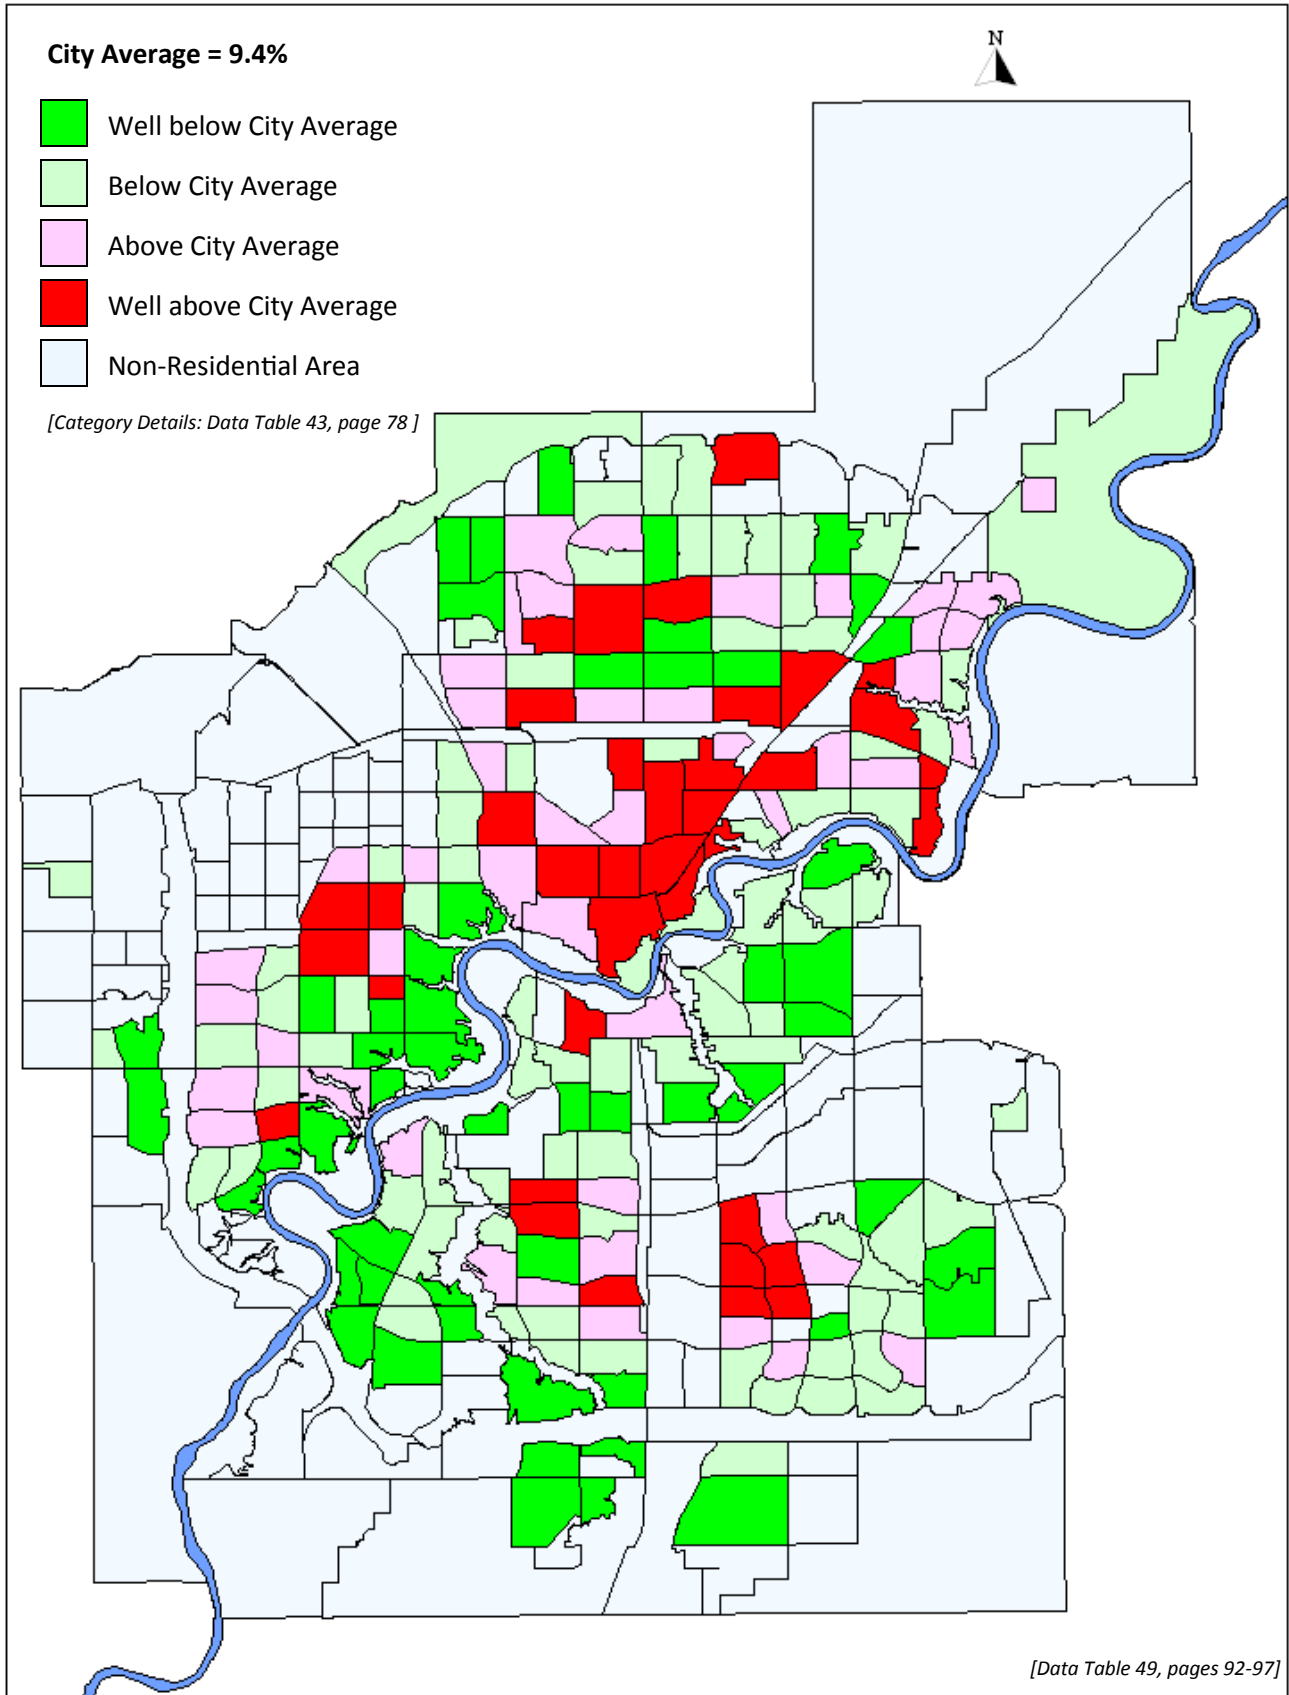 N
City Average = 9.4%
Well below City Average
Below City Average
Above City Average
Well above City Average
Non-Residential Area
[Category Details: Data Table 43, page 78 ]
[Data Table 49, pages 92-97]